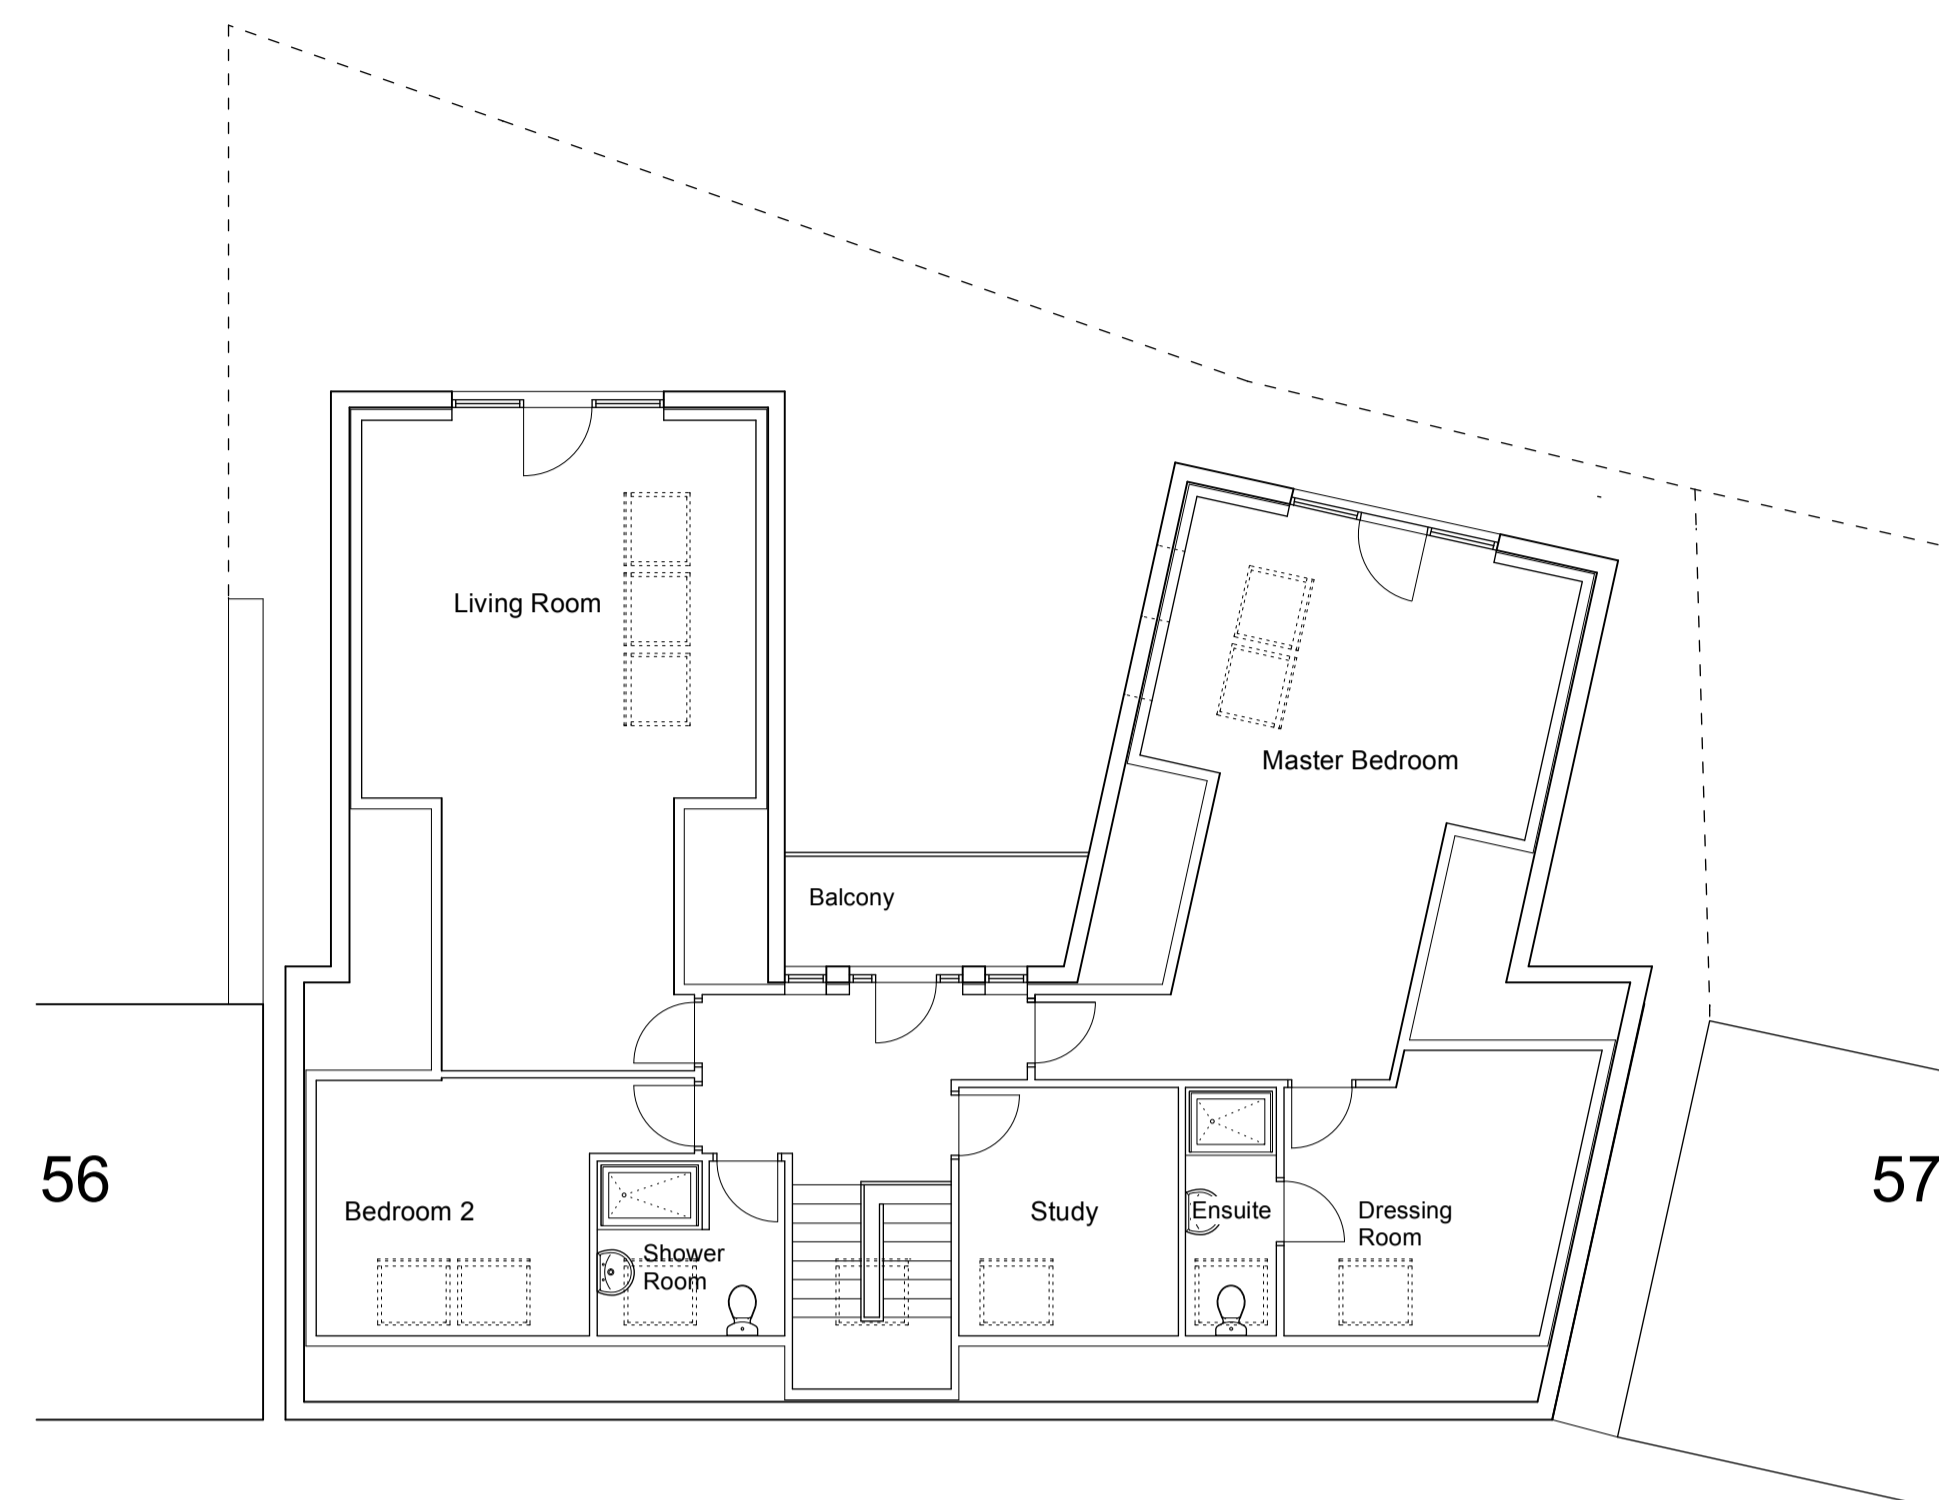 Living Room
Master Bedroom
Balcony
56
57
Bedroom 2
Study
Ensuite
Dressing
Room
Shower
Room